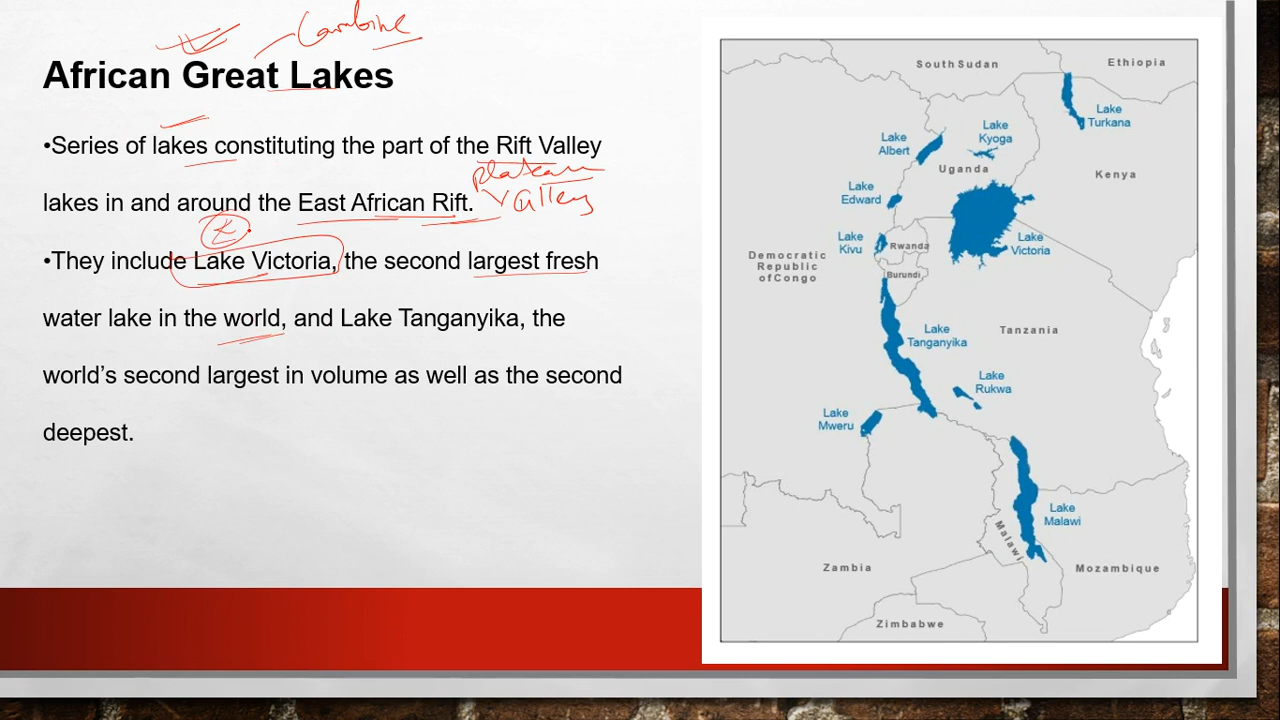 Combine
African Great Lakes
•Series of lakes constituting the part of the Rift Valley
plateau
lakes in and around the East African Rift.
valleys
•They include Lake Victoria, the second largest fresh
water lake in the world, and Lake Tanganyika, the
world’s second largest in volume as well as the second
deepest.
South Sudan
Ethiopia
Lake
Turkana
Lake
Kyoga
Lake
Albert
Uganda
Kenya
Lake
Edward
Lake
Kivu
Rwanda
Lake
Victoria
Democratic
Republic
of Congo
Burundi
Lake
Tanganyika
Tanzania
Lake
Rukwa
Lake
Mweru
Lake
Malawi
Malawi
Zambia
Mozambique
Zimbabwe